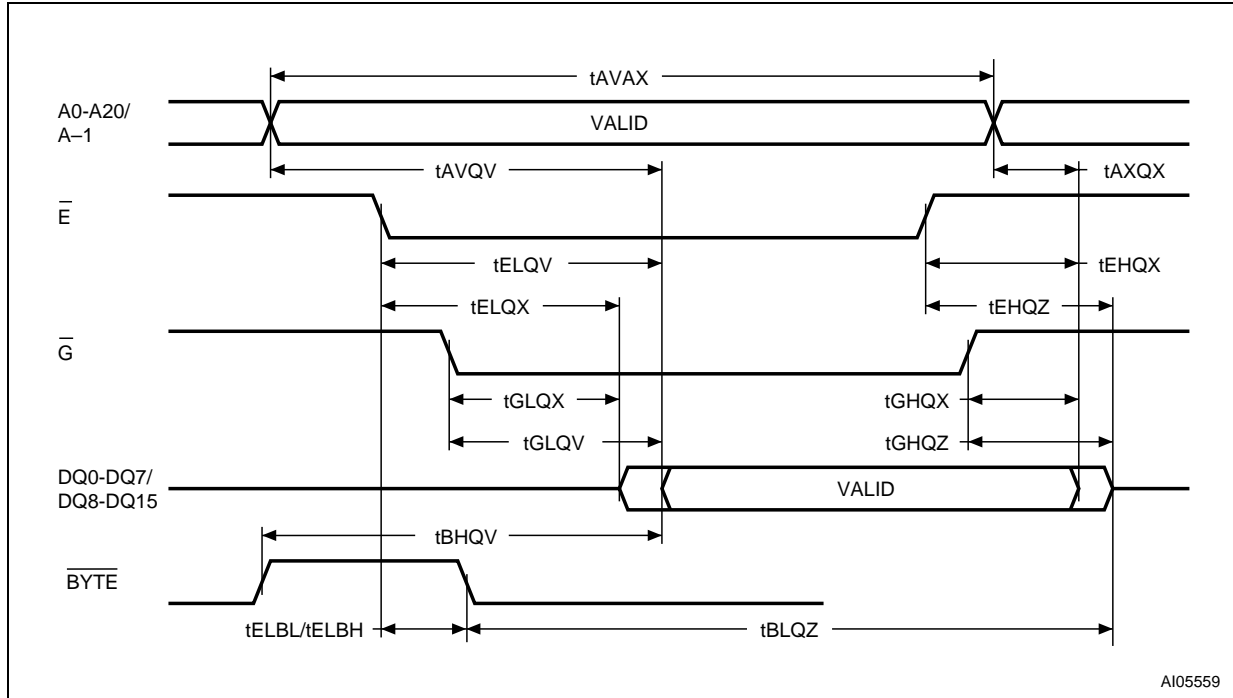 tAVAX
A0-A20/
A–1
VALID
tAVQV
tAXQX
E
tELQV
tEHQX
tELQX
tEHQZ
G
tGLQX
tGHQX
tGLQV
tGHQZ
DQ0-DQ7/
DQ8-DQ15
VALID
tBHQV
BYTE
tELBL/tELBH
tBLQZ
AI05559